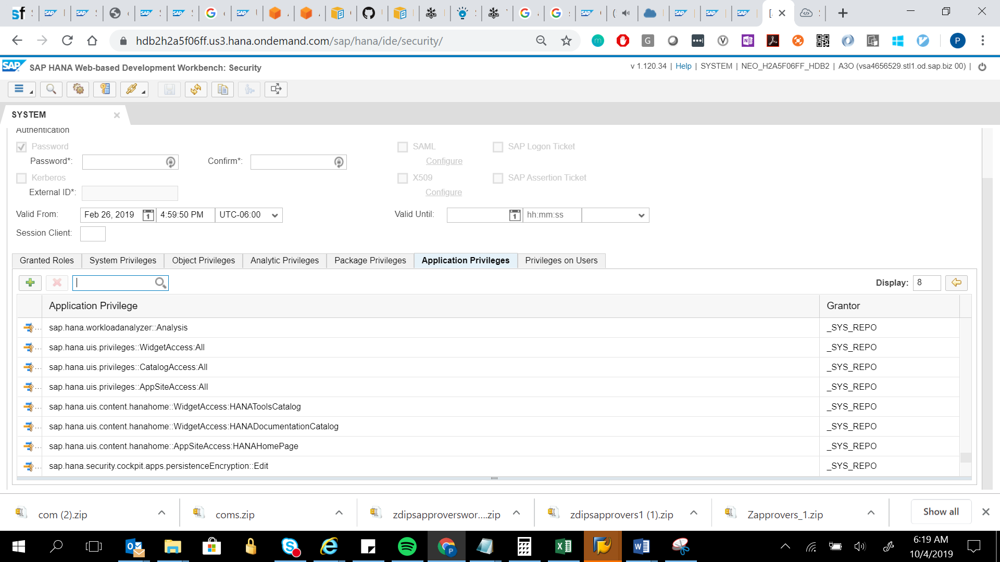 hdb2h2a5f06ff.us3.hana.ondemand.com/sap/hana/ide/security/
SAP SAP HANA Web-based Development Workbench: Security
v 1.120.34 | Help | SYSTEM | NEO_H2A5F06FF_HDB2 | A3O (vsa4656529.stl1.od.sap.biz 00) |
SYSTEM
Authentication
Password SAML SAP Logon Ticket
Password*: Confirm*: Configure
Kerberos X509 SAP Assertion Ticket
External ID*: Configure
Valid From: Feb 26, 2019 4:59:50 PM UTC-06:00 Valid Until: hh:mm:ss
Session Client:
Granted Roles System Privileges Object Privileges Analytic Privileges Package Privileges Application Privileges Privileges on Users
Display: 8
Application Privilege Grantor
sap.hana.workloadanalyzer::Analysis _SYS_REPO
sap.hana.uis.privileges::WidgetAccess:All _SYS_REPO
sap.hana.uis.privileges::CatalogAccess:All _SYS_REPO
sap.hana.uis.privileges::AppSiteAccess:All _SYS_REPO
sap.hana.uis.content.hanahome::WidgetAccess:HANAToolsCatalog _SYS_REPO
sap.hana.uis.content.hanahome::WidgetAccess:HANADocumentationCatalog _SYS_REPO
sap.hana.uis.content.hanahome::AppSiteAccess:HANAHomePage _SYS_REPO
sap.hana.security.cockpit.apps.persistenceEncryption::Edit _SYS_REPO
com (2).zip coms.zip zdipsapproverswor....zip zdipsapprovers1 (1).zip Zapprovers_1.zip Show all
6:19 AM
10/4/2019